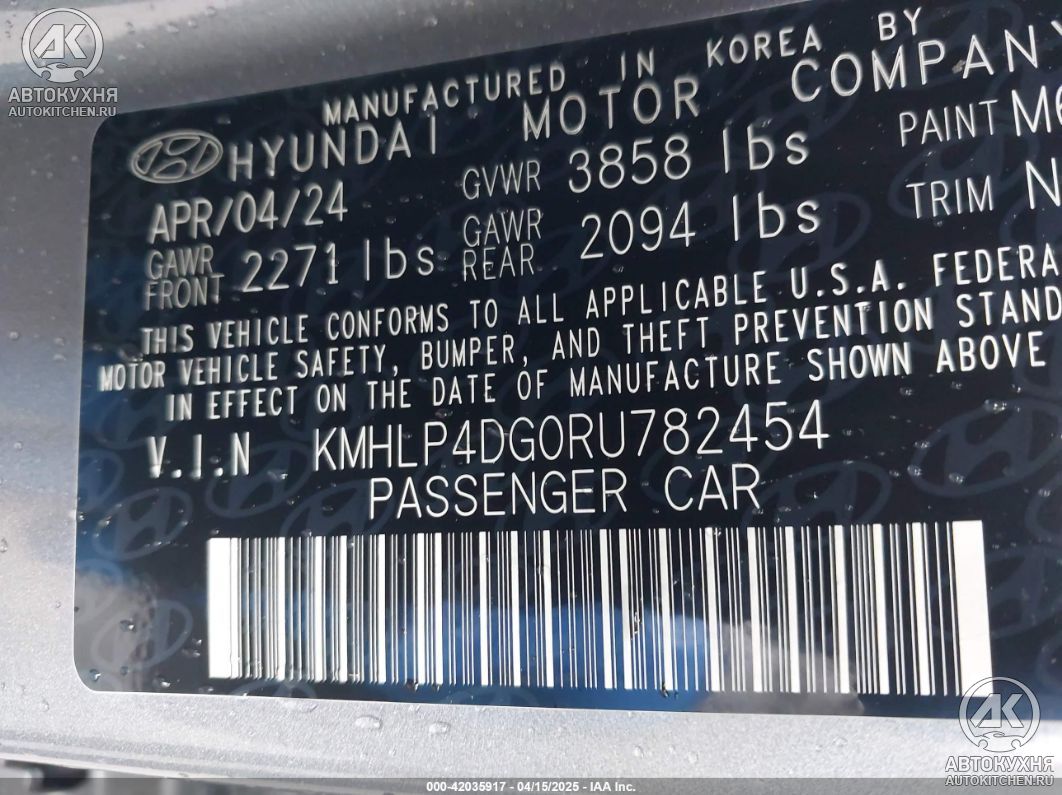 АВТОКУХНЯ
AUTOKITCHEN.RU
MANUFACTURED IN KOREA BY
HYUNDAI MOTOR COMPANY
APR/04/24 GVWR 3858 lbs PAINT
GAWR FRONT 2271 lbs GAWR REAR 2094 lbs TRIM
THIS VEHICLE CONFORMS TO ALL APPLICABLE U.S.A. FEDERA
MOTOR VEHICLE SAFETY, BUMPER, AND THEFT PREVENTION STAND
IN EFFECT ON THE DATE OF MANUFACTURE SHOWN ABOVE
V.I.N KMHLP4DG0RU782454
PASSENGER CAR
АВТОКУХНЯ
AUTOKITCHEN.RU
000-42035917 - 04/15/2025 - IAA Inc.